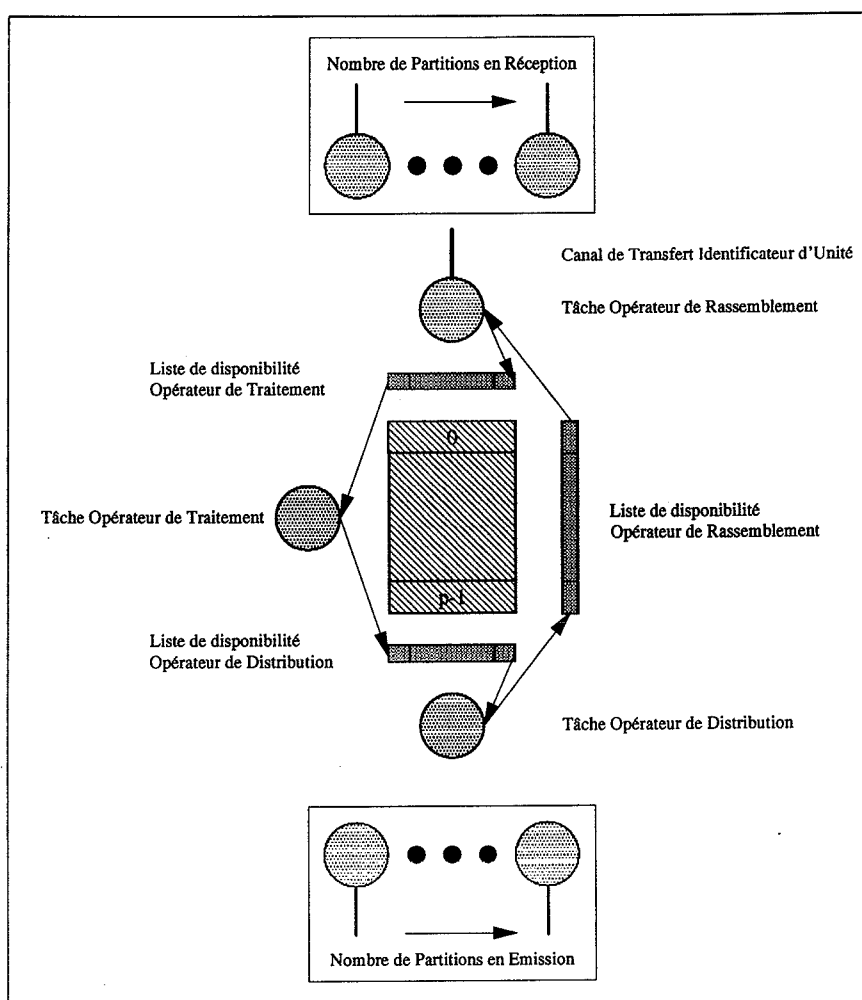 Nombre de Partitions en Réception
Canal de Transfert Identificateur d'Unité
Tâche Opérateur de Rassemblement
Liste de disponibilité
Opérateur de Traitement
0
Tâche Opérateur de Traitement
Liste de disponibilité
Opérateur de Rassemblement
p-1
Liste de disponibilité
Opérateur de Distribution
Tâche Opérateur de Distribution
Nombre de Partitions en Emission